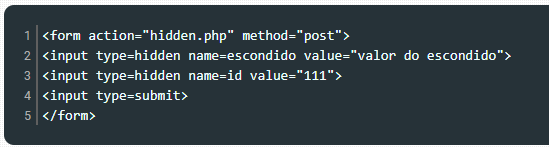 1 <form action="hidden.php" method="post">
2 <input type=hidden name=escondido value="valor do escondido">
3 <input type=hidden name=id value="111">
4 <input type=submit>
5 </form>